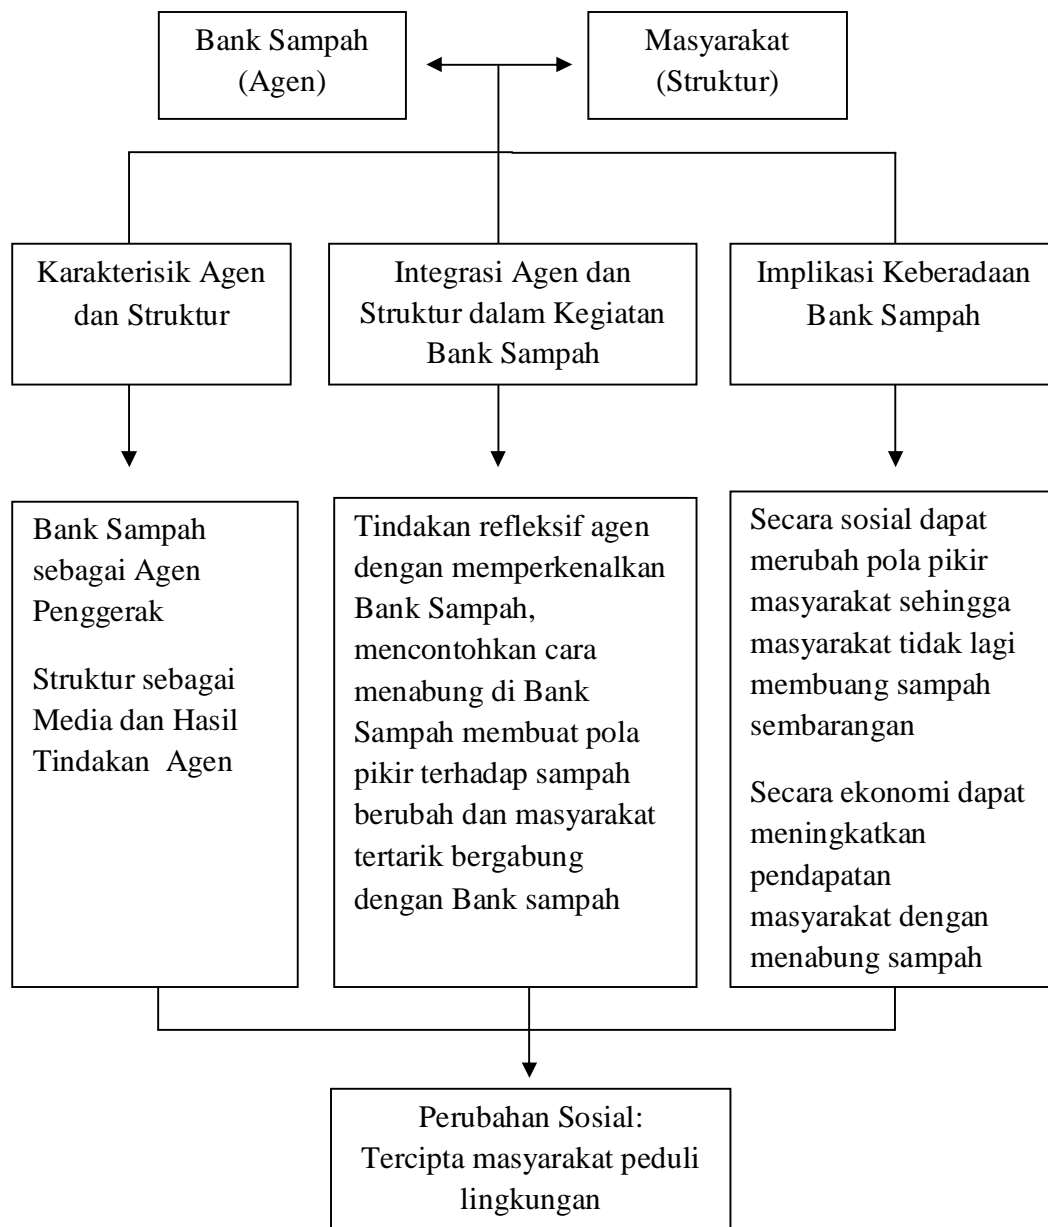 Bank Sampah
(Agen)
Masyarakat
(Struktur)
Karakterisik Agen
dan Struktur
Integrasi Agen dan
Struktur dalam Kegiatan
Bank Sampah
Implikasi Keberadaan
Bank Sampah
Bank Sampah
sebagai Agen
Penggerak
Struktur sebagai
Media dan Hasil
Tindakan Agen
Tindakan refleksif agen
dengan memperkenalkan
Bank Sampah,
mencontohkan cara
menabung di Bank
Sampah membuat pola
pikir terhadap sampah
berubah dan masyarakat
tertarik bergabung
dengan Bank sampah
Secara sosial dapat
merubah pola pikir
masyarakat sehingga
masyarakat tidak lagi
membuang sampah
sembarangan
Secara ekonomi dapat
meningkatkan
pendapatan
masyarakat dengan
menabung sampah
Perubahan Sosial:
Tercipta masyarakat peduli
lingkungan